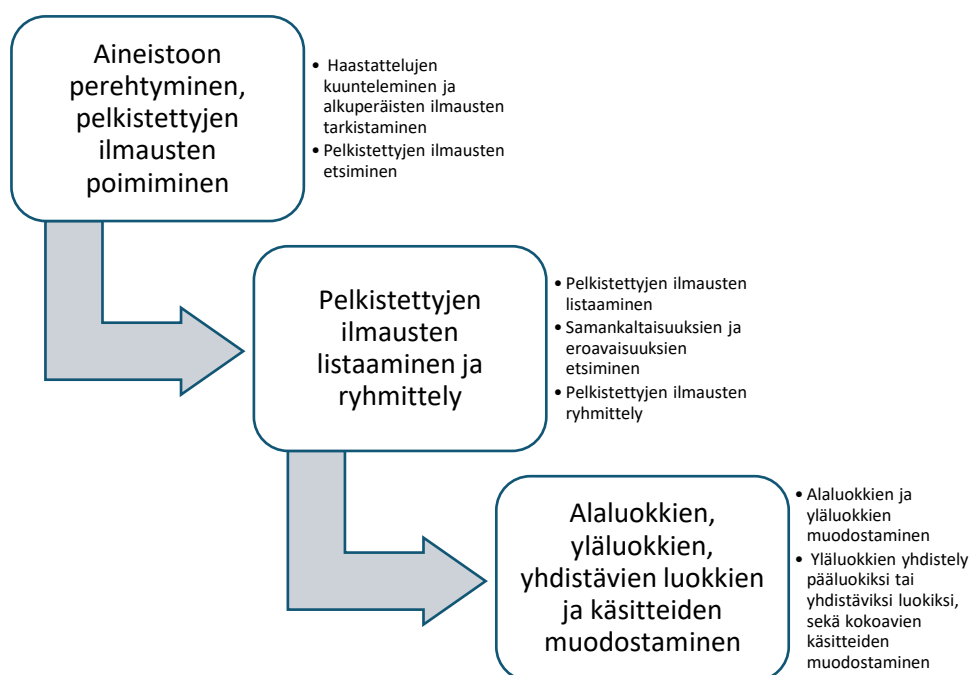 Aineistoon
perehtyminen,
pelkistettyjen
ilmausten
poimiminen
• Haastattelujen
kuunteleminen ja
alkuperäisten ilmausten
tarkistaminen
• Pelkistettyjen ilmausten
etsiminen
Pelkistettyjen
ilmausten
listaaminen ja
ryhmittely
• Pelkistettyjen ilmausten
listaaminen
• Samankaltaisuuksien ja
eroavaisuuksien
etsiminen
• Pelkistettyjen ilmausten
ryhmittely
Alaluokkien,
yläluokkien,
yhdistävien luokkien
ja käsitteiden
muodostaminen
• Alaluokkien ja
yläluokkien
muodostaminen
• Yläluokkien yhdistely
pääluokiksi tai
yhdistäviksi luokiksi,
sekä kokoavien
käsitteiden
muodostaminen